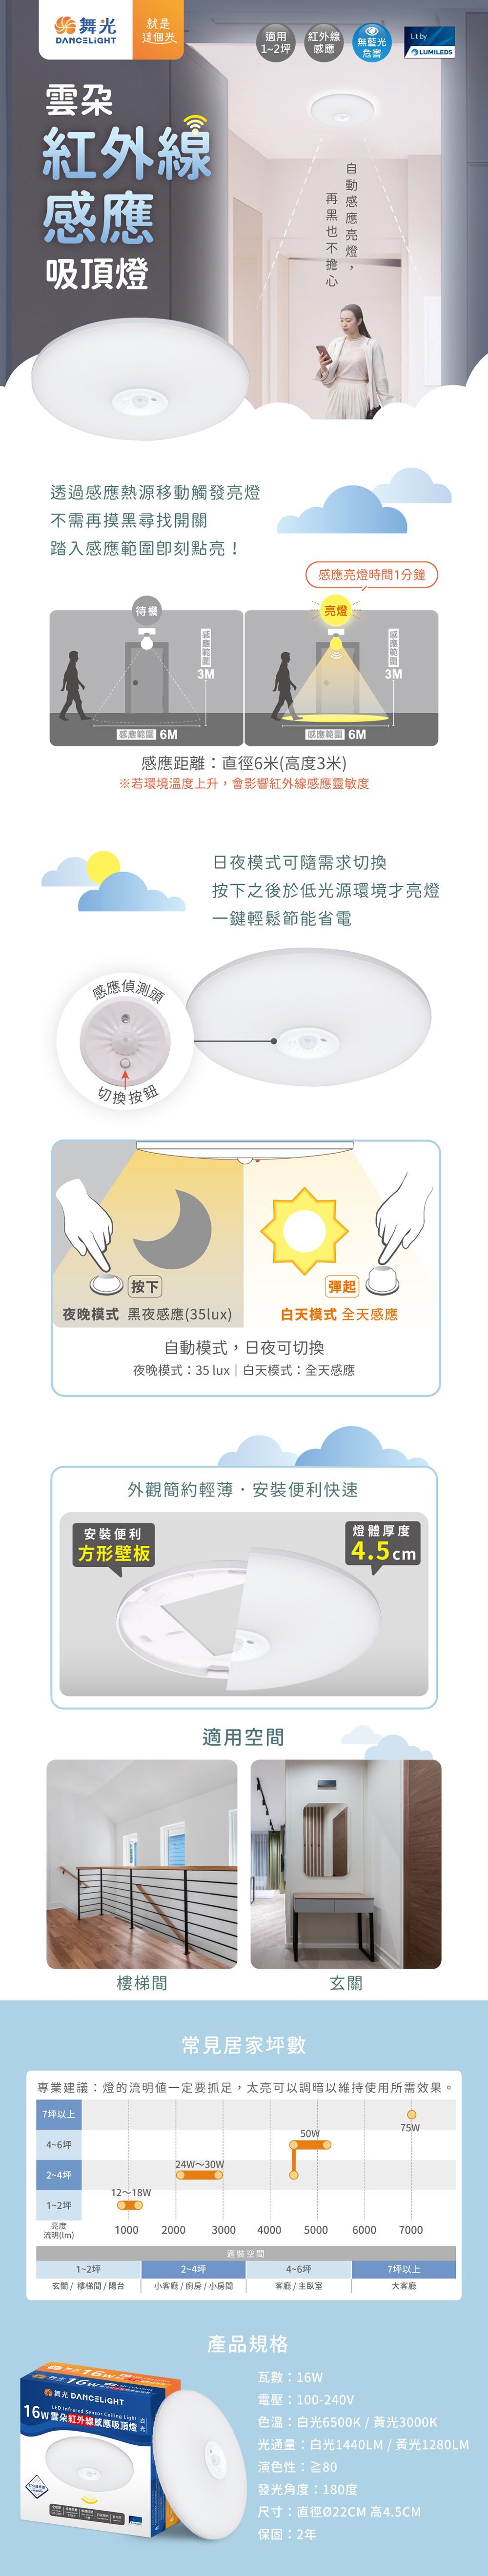 舞光
DANCELIGHT
就是
這個光
適用
1~2坪
紅外線
感應
無藍光
危害
Lit by
LUMILEDS
雲朵
紅外線
感應
吸頂燈
自動感應亮燈，
再黑也不擔心
透過感應熱源移動觸發亮燈
不需再摸黑尋找開關
踏入感應範圍即刻點亮！
感應亮燈時間1分鐘
待機
感應範圍
3M
感應範圍 6M
亮燈
感應範圍
3M
感應範圍 6M
感應距離：直徑6米(高度3米)
※若環境溫度上升，會影響紅外線感應靈敏度
日夜模式可隨需求切換
按下之後於低光源環境才亮燈
一鍵輕鬆節能省電
感應偵測頭
切換按鈕
按下
夜晚模式 黑夜感應(35lux)
彈起
白天模式 全天感應
自動模式，日夜可切換
夜晚模式：35 lux｜白天模式：全天感應
外觀簡約輕薄．安裝便利快速
安裝便利
方形壁板
燈體厚度
4.5cm
適用空間
樓梯間
玄關
常見居家坪數
專業建議：燈的流明值一定要抓足，太亮可以調暗以維持使用所需效果。
7坪以上
75W
4~6坪
50W
2~4坪
24W～30W
1~2坪
12～18W
亮度
流明(lm)
1000 2000 3000 4000 5000 6000 7000
適裝空間
1~2坪 2~4坪 4~6坪 7坪以上
玄關 / 樓梯間 / 陽台 小客廳 / 廚房 / 小房間 客廳 / 主臥室 大客廳
產品規格
瓦數：16W
電壓：100-240V
色溫：白光6500K / 黃光3000K
光通量：白光1440LM / 黃光1280LM
演色性：≧80
發光角度：180度
尺寸：直徑Ø22CM 高4.5CM
保固：2年
舞光 DANCELIGHT
LED Infrared Sensor Ceiling Light
16W雲朵紅外線感應吸頂燈
白光